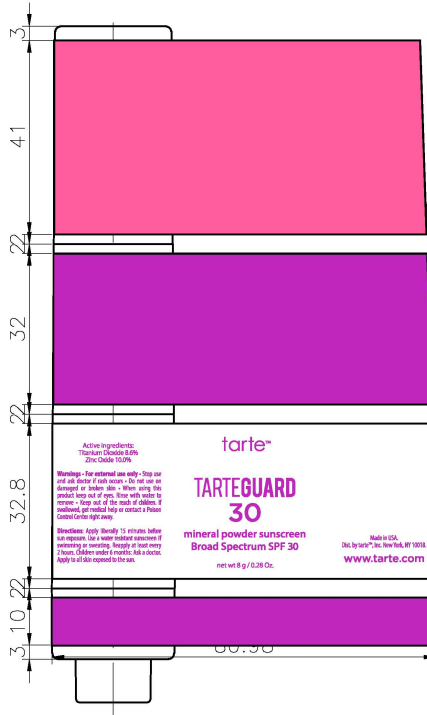 3
41
22
32
22
32.8
22
10
3
Active Ingredients:
Titanium Dioxide 8.6%
Zinc Oxide 10.0%
Warnings • For external use only • Stop use
and ask doctor if rash occurs • Do not use on
damaged or broken skin • When using this
product keep out of eyes. Rinse with water to
remove • Keep out of the reach of children. If
swallowed, get medical help or contact a Poison
Control Center right away.
Directions: Apply liberally 15 minutes before
sun exposure. Use a water resistant sunscreen if
swimming or sweating. Reapply at least every
2 hours. Children under 6 months: Ask a doctor.
Apply to all skin exposed to the sun.
tarte™
TARTEGUARD
30
mineral powder sunscreen
Broad Spectrum SPF 30
net wt 8 g / 0.28 Oz.
Made in USA.
Dist. by tarte™, Inc. New York, NY 10018.
www.tarte.com